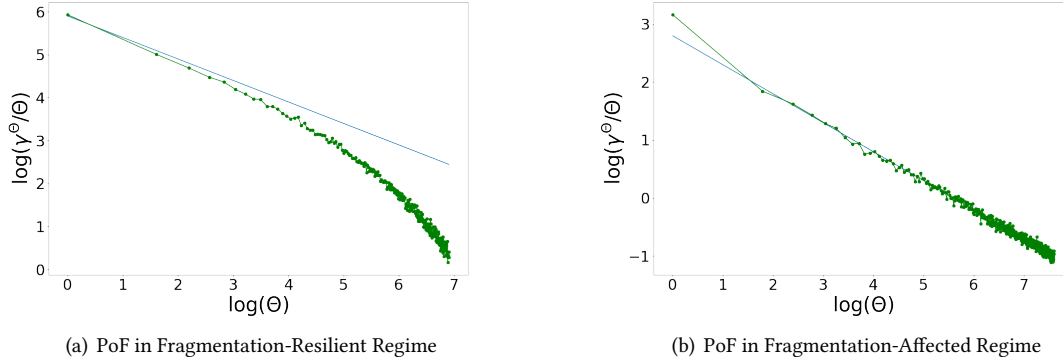 6
5
4
3
2
1
0
log(γ^Θ/Θ)
0 1 2 3 4 5 6 7
log(Θ)
(a) PoF in Fragmentation-Resilient Regime
3
2
1
0
−1
log(γ^Θ/Θ)
0 1 2 3 4 5 6 7
log(Θ)
(b) PoF in Fragmentation-Affected Regime